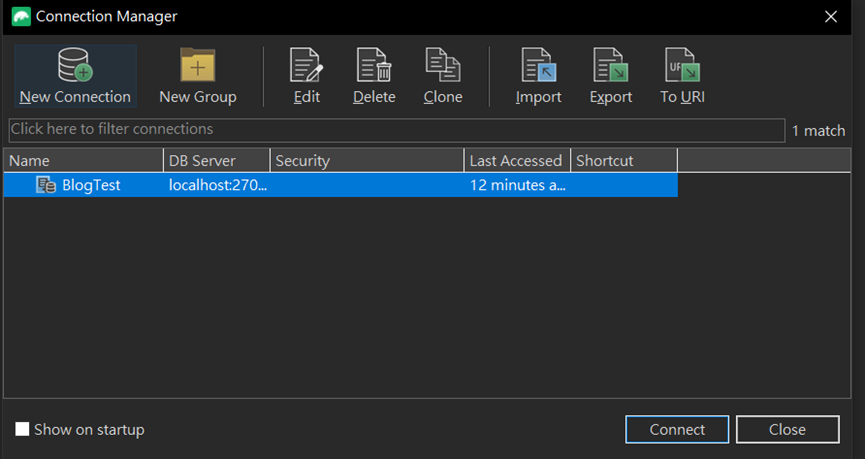 Connection Manager
New Connection New Group Edit Delete Clone Import Export To URI
Click here to filter connections 1 match
Name DB Server Security Last Accessed Shortcut
BlogTest localhost:270... 12 minutes a...
Show on startup Connect Close